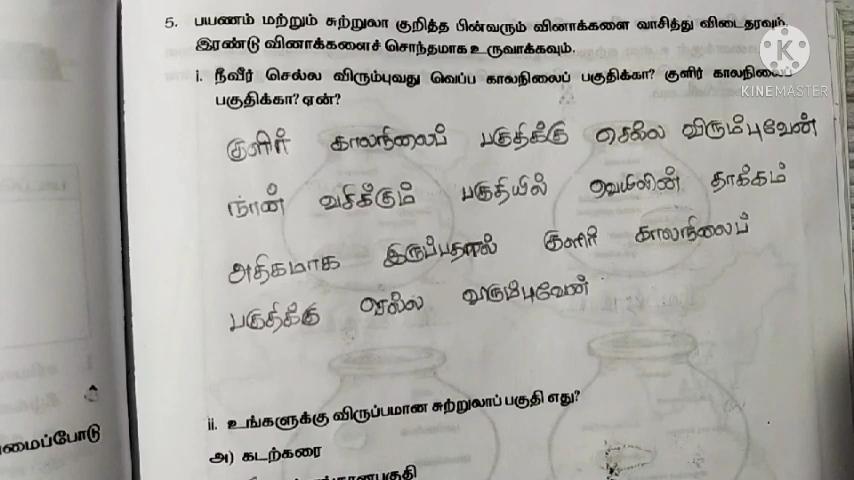 5. பயணம் மற்றும் சுற்றுலா குறித்த பின்வரும் வினாக்களை வாசித்து விடைதரவும்.
இரண்டு வினாக்களைச் சொந்தமாக உருவாக்கவும்.
i. நீவீர் செல்ல விரும்புவது வெப்ப காலநிலைப் பகுதிக்கா? குளிர் காலநிலைப்
பகுதிக்கா? ஏன்?
KINEMASTER
குளிர் காலநிலைப் பகுதிக்கு செல்ல விரும்புவேன்
நான் வசிக்கும் பகுதியில் வெயிலின் தாக்கம்
அதிகமாக இருப்பதால் குளிர் காலநிலைப்
பகுதிக்கு செல்ல விரும்புவேன்
ii. உங்களுக்கு விருப்பமான சுற்றுலாப் பகுதி எது?
அ) கடற்கரை
மைப்போடு